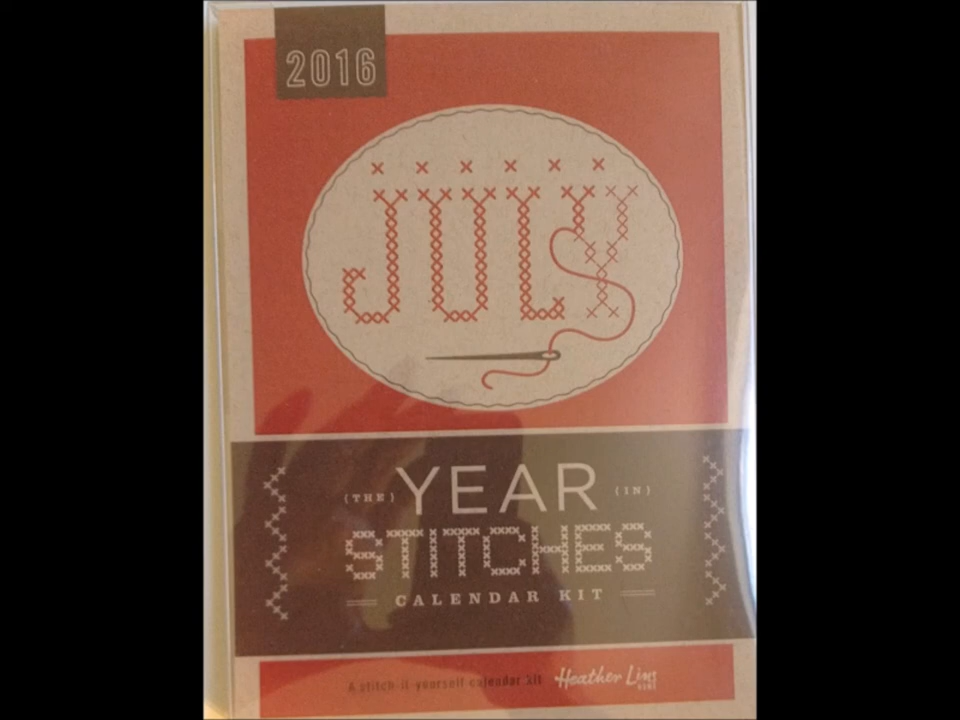 2016
JULY
(THE) YEAR (IN)
STITCHES
CALENDAR KIT
A stitch-it-yourself calendar kit Heather Lins